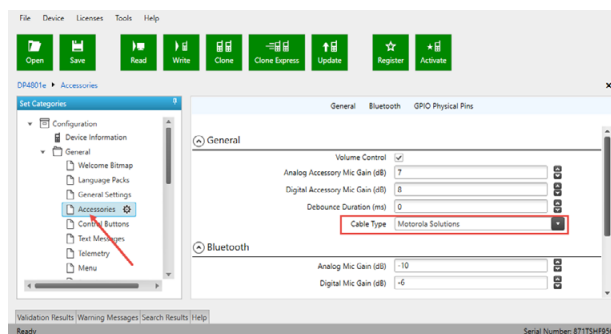 File Device Licenses Tools Help
Open Save Read Write Clone Clone Express Update Register Activate
DP4801e Accessories
Set Categories
General Bluetooth GPIO Physical Pins
Configuration
Device Information
General
Welcome Bitmap
Language Packs
General Settings
Accessories
Control Buttons
Text Messages
Telemetry
Menu
General
Volume Control
Analog Accessory Mic Gain (dB) 7
Digital Accessory Mic Gain (dB) 8
Debounce Duration (ms) 0
Cable Type Motorola Solutions
Bluetooth
Analog Mic Gain (dB) -10
Digital Mic Gain (dB) -6
Validation Results Warning Messages Search Results Help
Ready
Serial Number: 871TSHF95